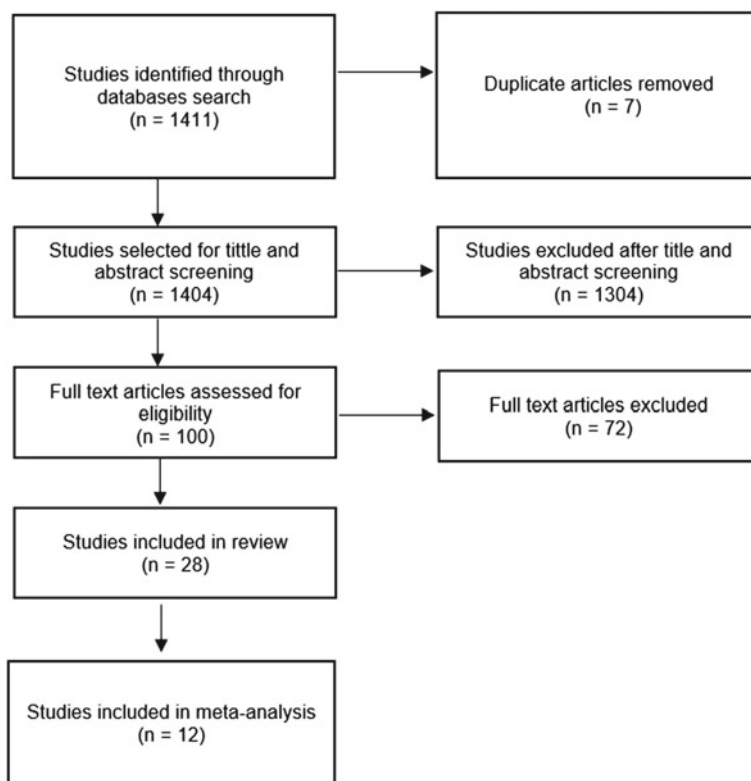 Studies identified through
databases search
(n = 1411)
Duplicate articles removed
(n = 7)
Studies selected for tittle and
abstract screening
(n = 1404)
Studies excluded after title and
abstract screening
(n = 1304)
Full text articles assessed for
eligibility
(n = 100)
Full text articles excluded
(n = 72)
Studies included in review
(n = 28)
Studies included in meta-analysis
(n = 12)